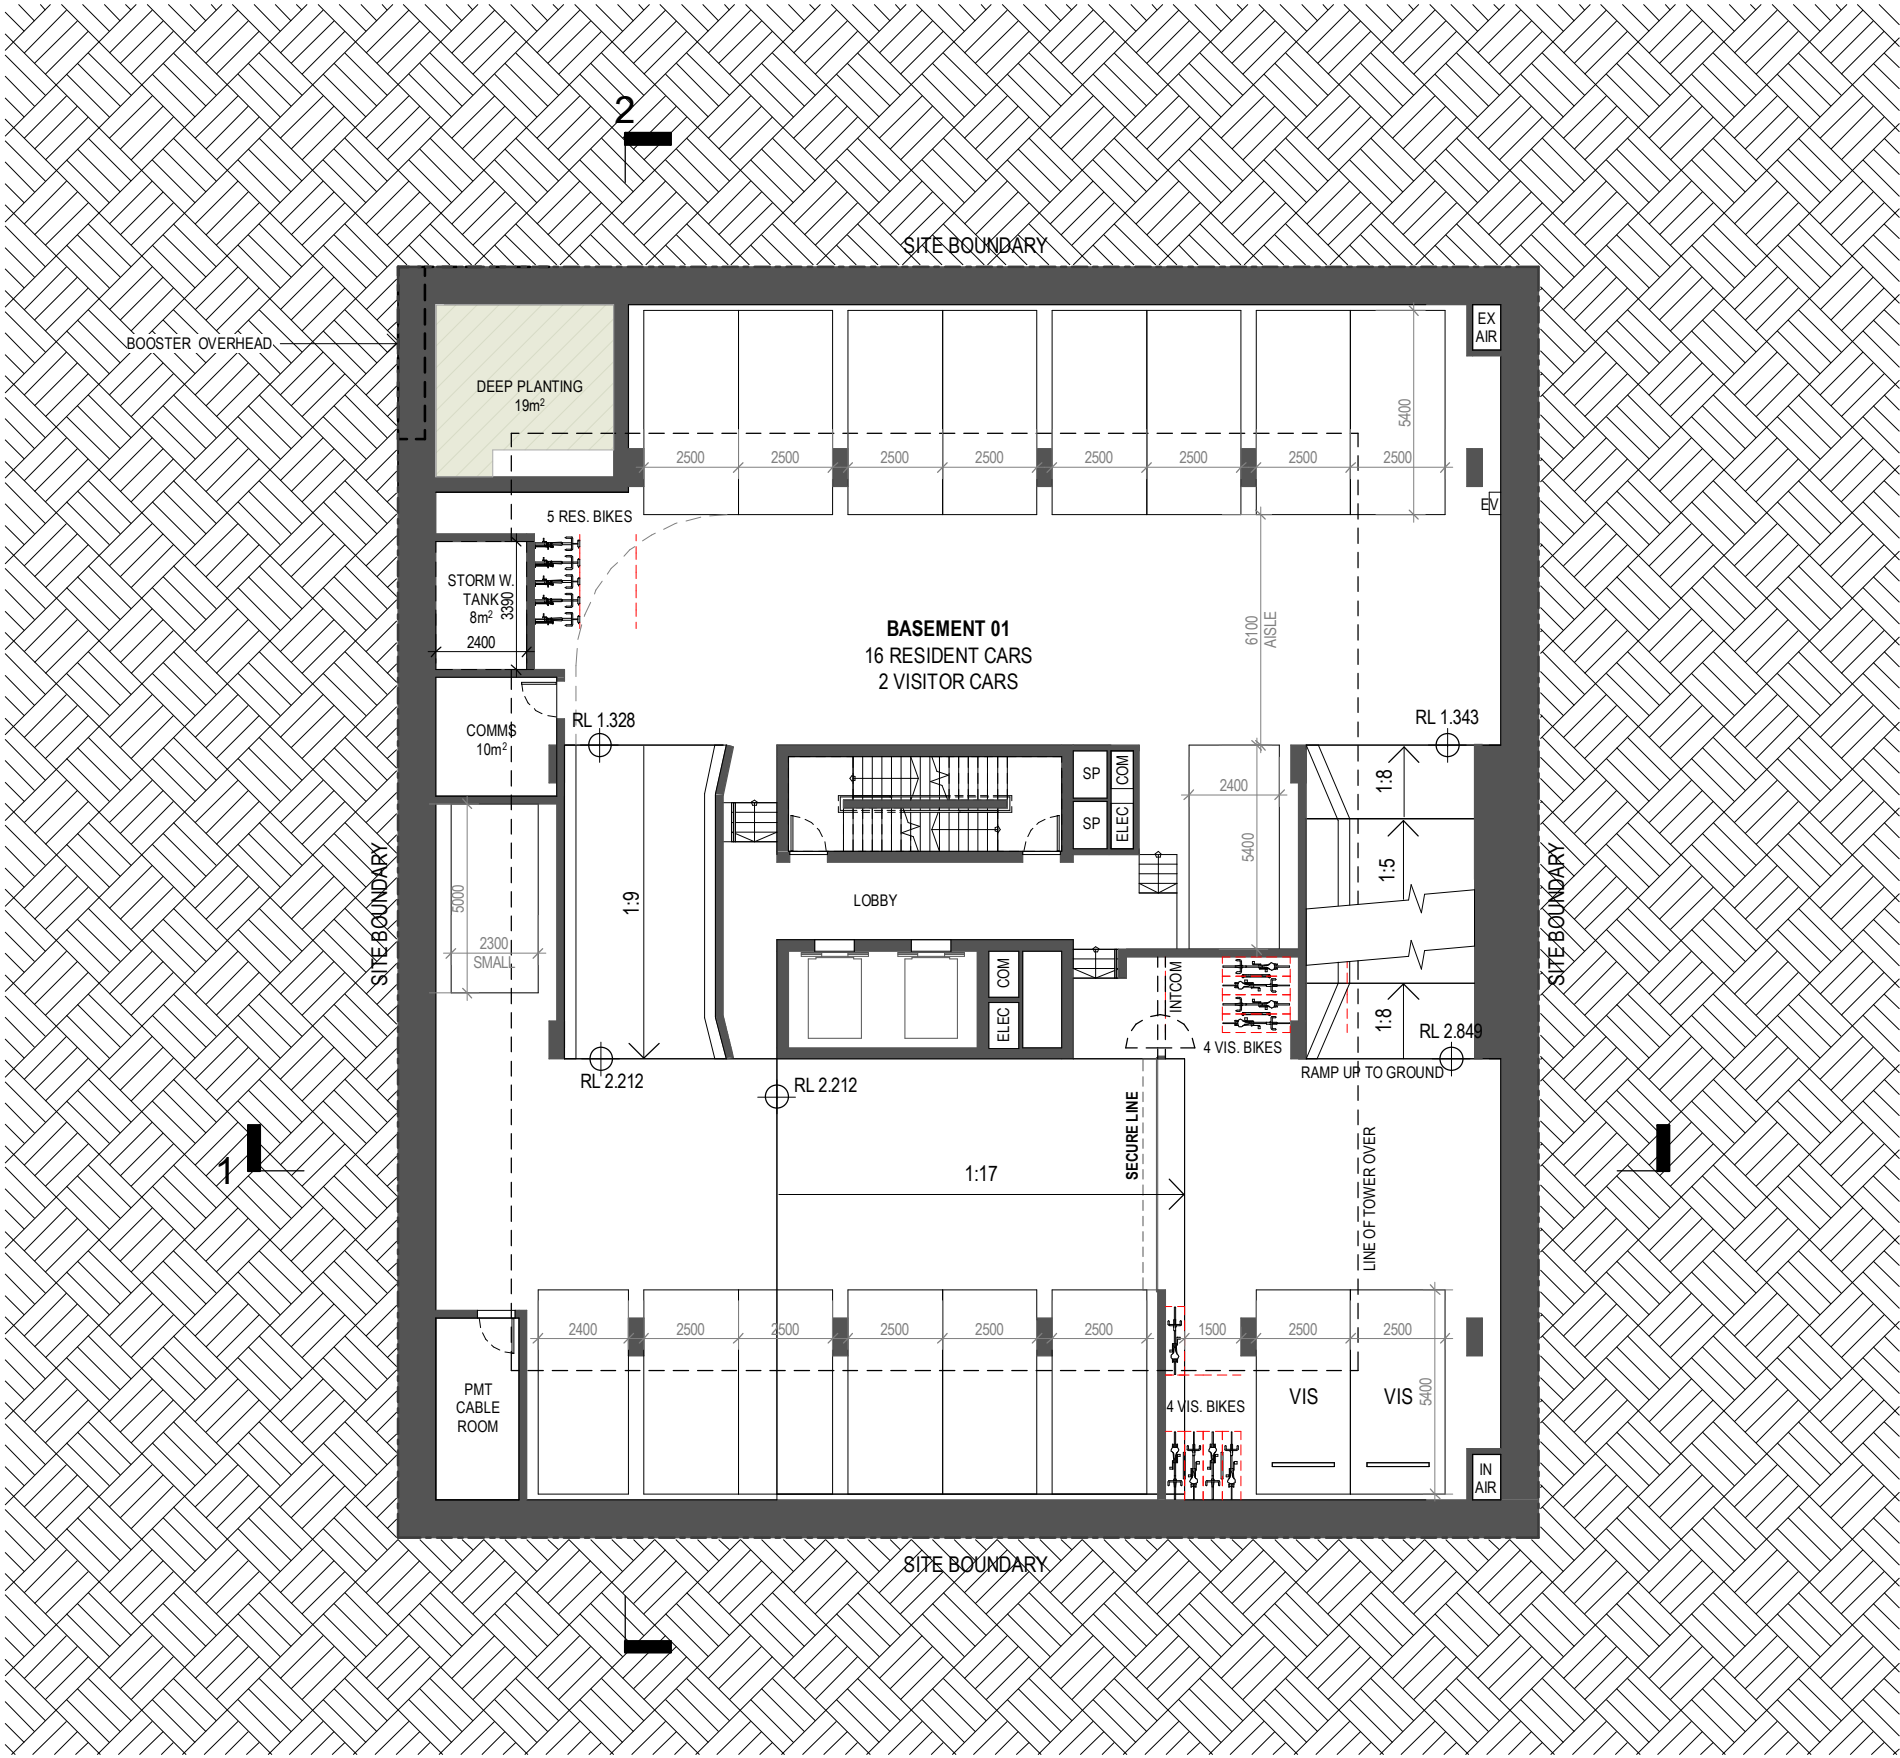 2
SITE BOUNDARY
EX
AIR
BOOSTER OVERHEAD
DEEP PLANTING
19m²
5400
2500
2500
2500
2500
2500
2500
2500
2500
EV
5 RES. BIKES
STORM W.
TANK
8m²
3390
2400
BASEMENT 01
16 RESIDENT CARS
2 VISITOR CARS
6100
AISLE
COMMS
10m²
RL 1.328
RL 1.343
SP
COM
SP
ELEC
2400
5400
1:8
1:5
1:8
SITE BOUNDARY
5000
2300
SMALL
1:9
LOBBY
SITE BOUNDARY
COM
ELEC
INTCOM
4 VIS. BIKES
RL 2.849
RAMP UP TO GROUND
RL 2.212
RL 2.212
SECURE LINE
LINE OF TOWER OVER
1
1:17
2400
2500
2500
2500
2500
2500
1500
2500
2500
5400
PMT
CABLE
ROOM
4 VIS. BIKES
VIS
VIS
IN
AIR
SITE BOUNDARY